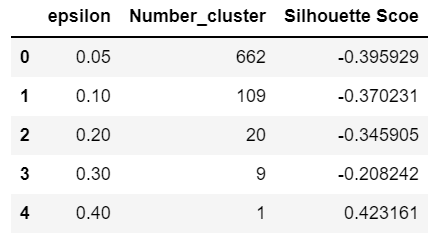 epsilon Number_cluster Silhouette Scoe
0 0.05 662 -0.395929
1 0.10 109 -0.370231
2 0.20 20 -0.345905
3 0.30 9 -0.208242
4 0.40 1 0.423161